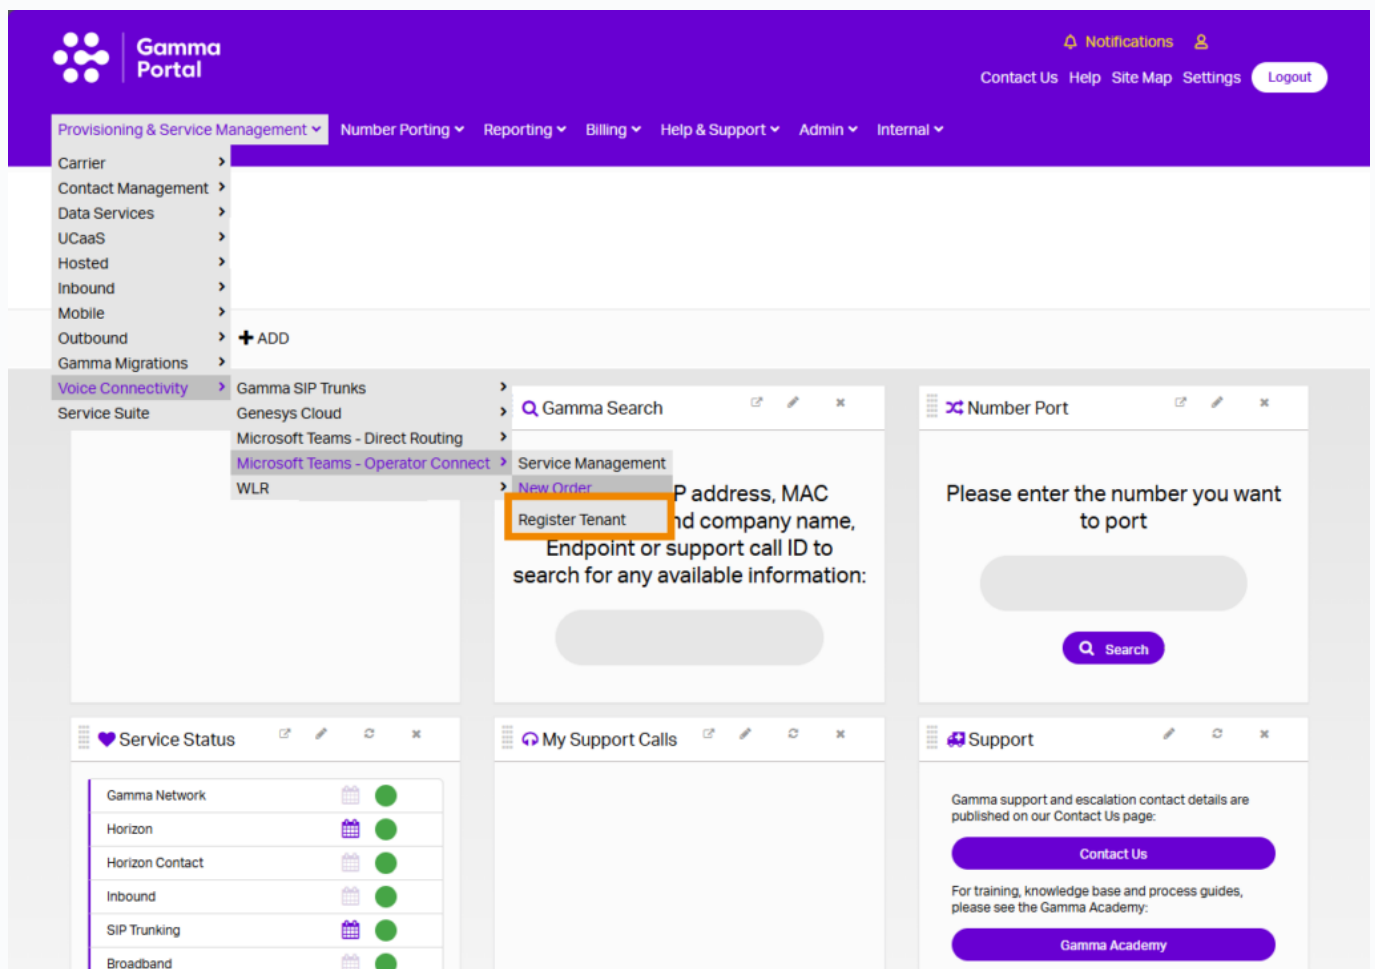 Gamma
Portal
Notifications
Contact Us Help Site Map Settings Logout
Provisioning & Service Management Number Porting Reporting Billing Help & Support Admin Internal
Carrier
Contact Management
Data Services
UCaaS
Hosted
Inbound
Mobile
Outbound
Gamma Migrations
Voice Connectivity
Service Suite
ADD
Gamma SIP Trunks
Genesys Cloud
Microsoft Teams - Direct Routing
Microsoft Teams - Operator Connect
WLR
Service Management
New Order
Register Tenant
Gamma Search
P address, MAC
nd company name,
Endpoint or support call ID to
search for any available information:
Number Port
Please enter the number you want
to port
Search
Service Status
Gamma Network
Horizon
Horizon Contact
Inbound
SIP Trunking
Broadband
My Support Calls
Support
Gamma support and escalation contact details are
published on our Contact Us page:
Contact Us
For training, knowledge base and process guides,
please see the Gamma Academy:
Gamma Academy